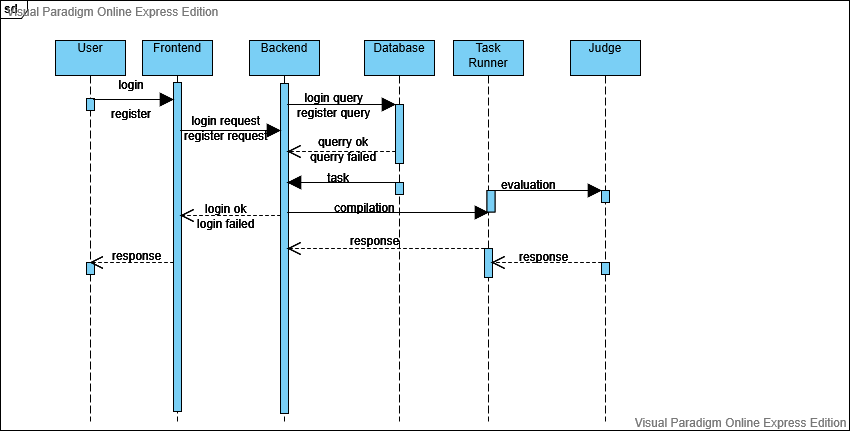 sd
Visual Paradigm Online Express Edition
User
Frontend
Backend
Database
Task
Runner
Judge
login
register
login query
register query
login request
register request
querry ok
querry failed
task
evaluation
login ok
login failed
compilation
response
response
response
Visual Paradigm Online Express Edition